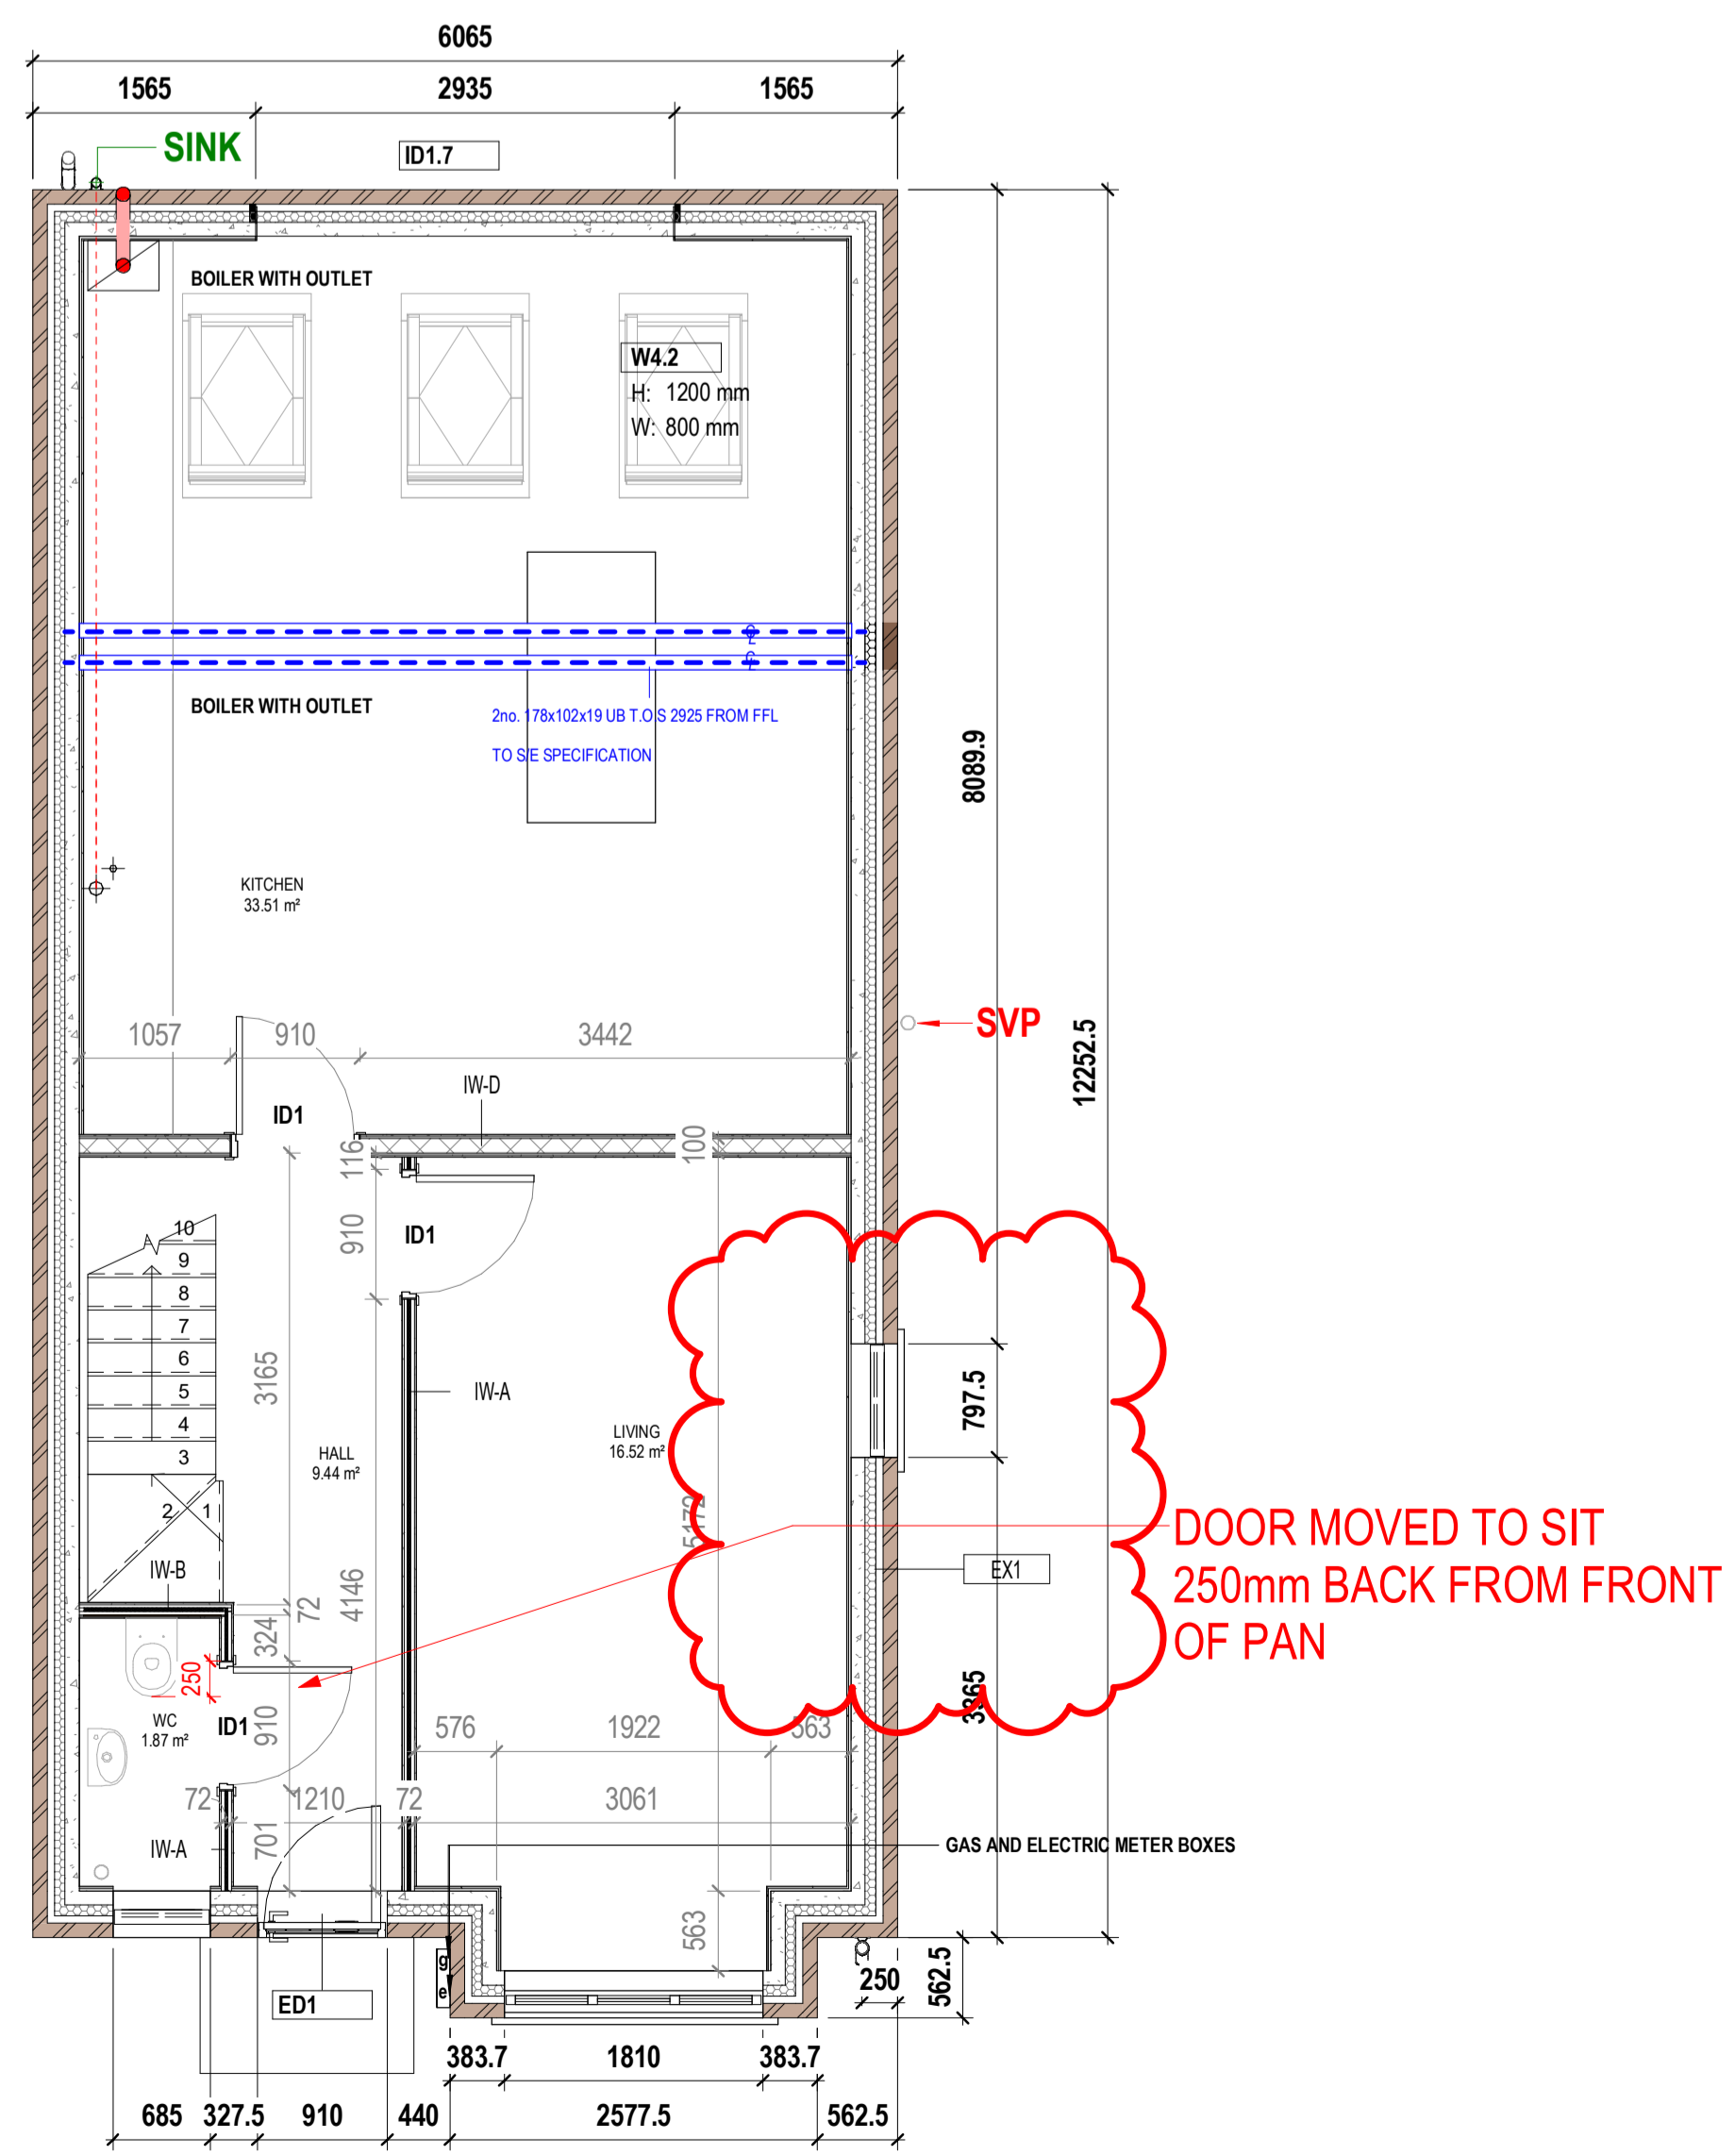 6065
1565
2935
1565
SINK
ID1.7
BOILER WITH OUTLET
W4.2
H: 1200 mm
W: 800 mm
BOILER WITH OUTLET
2no. 178x102x19 UB T.O.S 2925 FROM FFL
TO S/E SPECIFICATION
8089.9
KITCHEN
33.51 m²
SVP
12252.5
1057
910
3442
IW-D
ID1
116
100
910
ID1
10
9
8
7
6
5
4
3
2
1
3165
IW-A
797.5
LIVING
16.52 m²
HALL
9.44 m²
5172
DOOR MOVED TO SIT
250mm BACK FROM FRONT
OF PAN
EX1
IW-B
72
4146
324
250
WC
1.87 m²
ID1
910
3365
576
1922
563
72
1210
72
3061
701
IW-A
GAS AND ELECTRIC METER BOXES
563
g
e
ED1
250
562.5
383.7
1810
383.7
685
327.5
910
440
2577.5
562.5